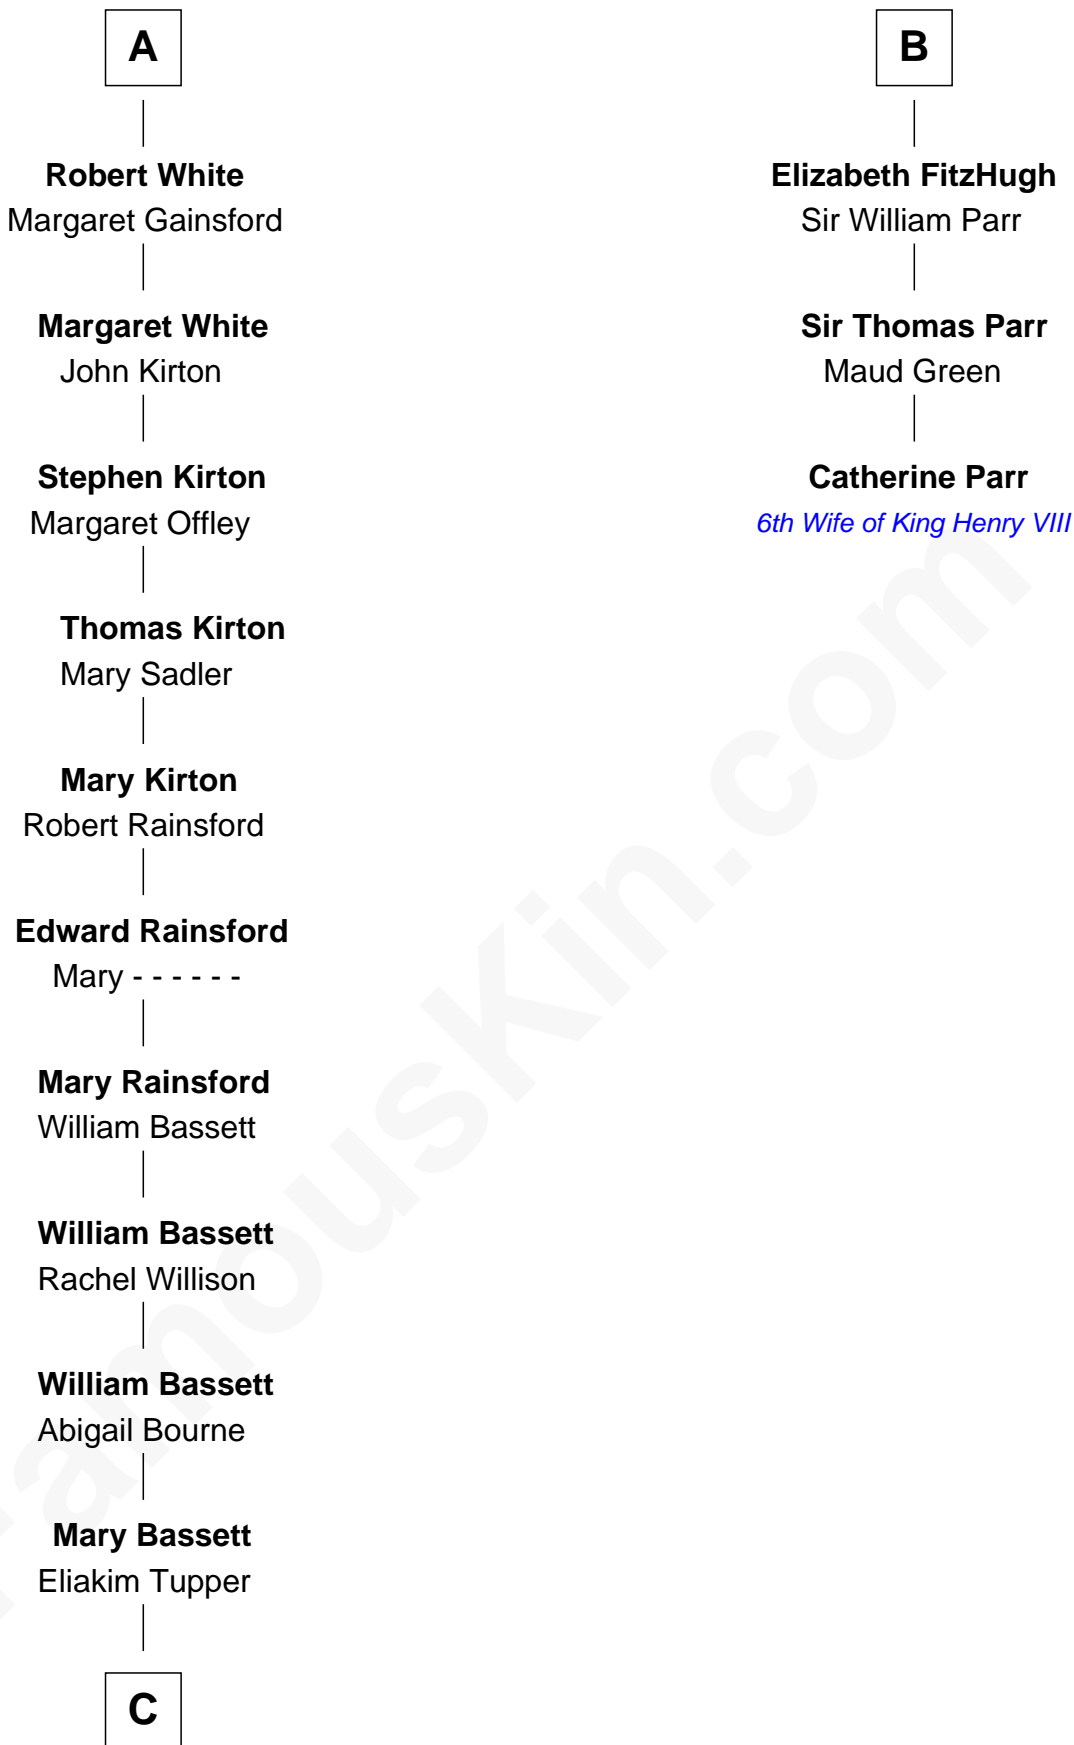 A
Robert White
Margaret Gainsford
Margaret White
John Kirton
Stephen Kirton
Margaret Offley
Thomas Kirton
Mary Sadler
Mary Kirton
Robert Rainsford
Edward Rainsford
Mary - - - - - -
Mary Rainsford
William Bassett
William Bassett
Rachel Willison
William Bassett
Abigail Bourne
Mary Bassett
Eliakim Tupper
C
B
Elizabeth FitzHugh
Sir William Parr
Sir Thomas Parr
Maud Green
Catherine Parr
6th Wife of King Henry VIII
FamousKin.com